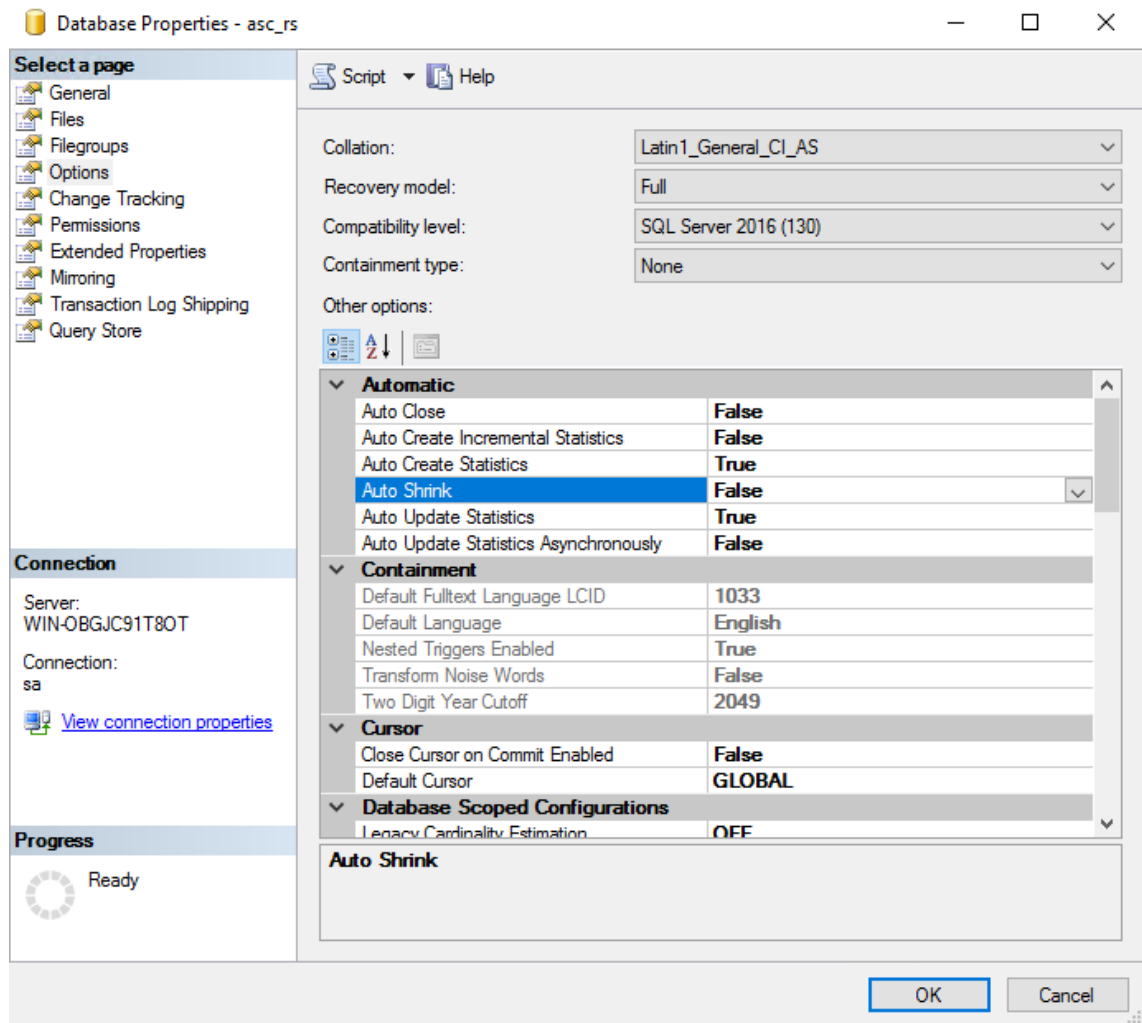 Database Properties - asc_rs
Select a page
General
Files
Filegroups
Options
Change Tracking
Permissions
Extended Properties
Mirroring
Transaction Log Shipping
Query Store
Connection
Server:
WIN-OBGJC91T8OT
Connection:
sa
View connection properties
Progress
Ready
Script Help
Collation: Latin1_General_CI_AS
Recovery model: Full
Compatibility level: SQL Server 2016 (130)
Containment type: None
Other options:
Automatic
Auto Close False
Auto Create Incremental Statistics False
Auto Create Statistics True
Auto Shrink False
Auto Update Statistics True
Auto Update Statistics Asynchronously False
Containment
Default Fulltext Language LCID 1033
Default Language English
Nested Triggers Enabled True
Transform Noise Words False
Two Digit Year Cutoff 2049
Cursor
Close Cursor on Commit Enabled False
Default Cursor GLOBAL
Database Scoped Configurations
Legacy Cardinality Estimation OFF
Auto Shrink
OK Cancel